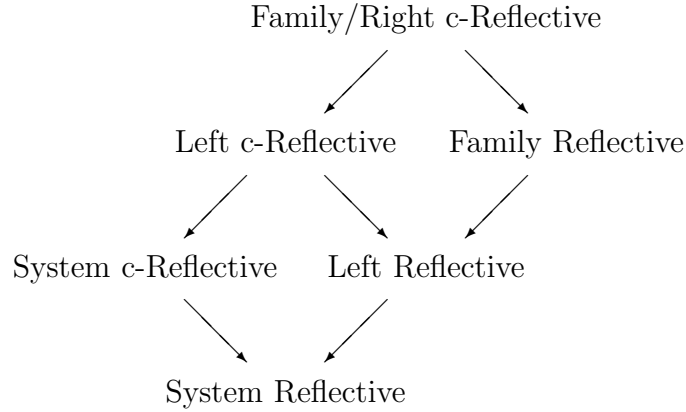 Family/Right c-Reflective
Left c-Reflective
Family Reflective
System c-Reflective
Left Reflective
System Reflective